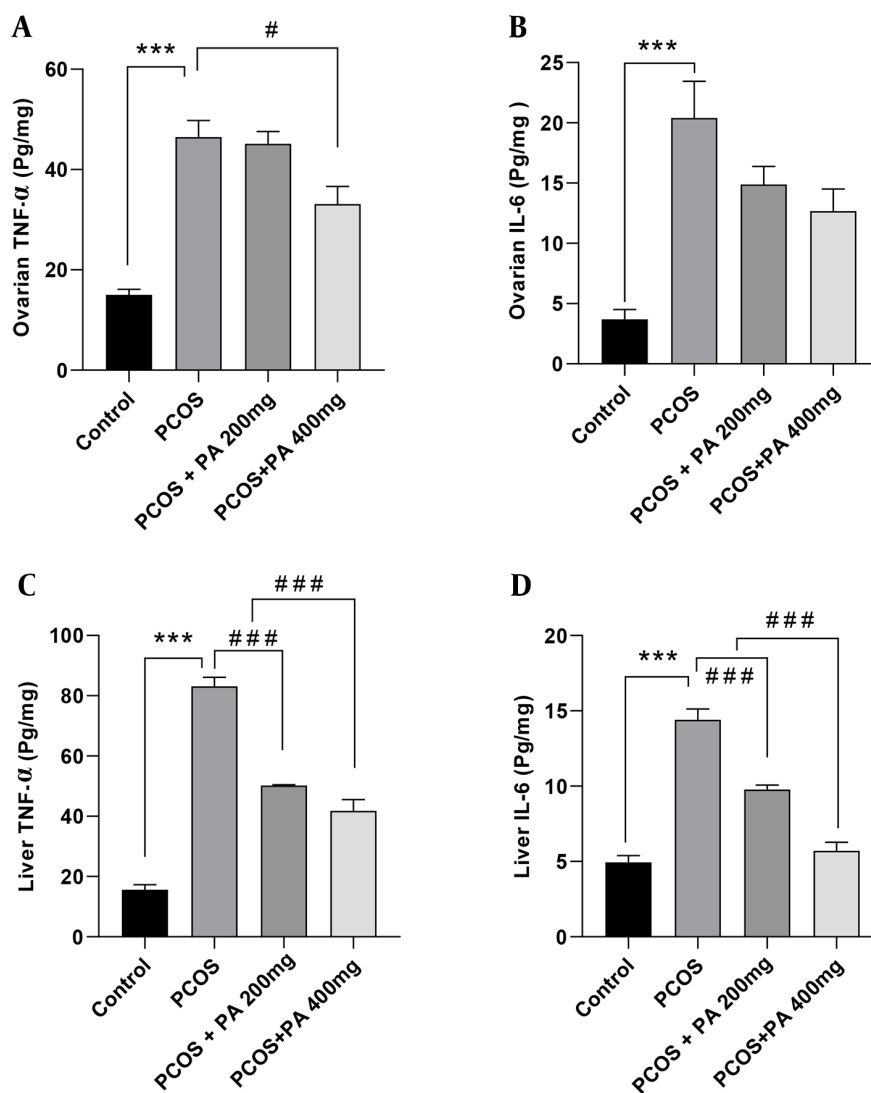 A
***
#
Ovarian TNF-α (Pg/mg)
60
40
20
0
Control
PCOS
PCOS + PA 200mg
PCOS+PA 400mg
B
***
Ovarian IL-6 (Pg/mg )
25
20
15
10
5
0
Control
PCOS
PCOS + PA 200mg
PCOS+PA 400mg
C
###
***
###
Liver TNF-α (Pg/mg)
100
80
60
40
20
0
Control
PCOS
PCOS + PA 200mg
PCOS+PA 400mg
D
###
***
###
Liver IL-6 (Pg/mg)
20
15
10
5
0
Control
PCOS
PCOS + PA 200mg
PCOS+PA 400mg